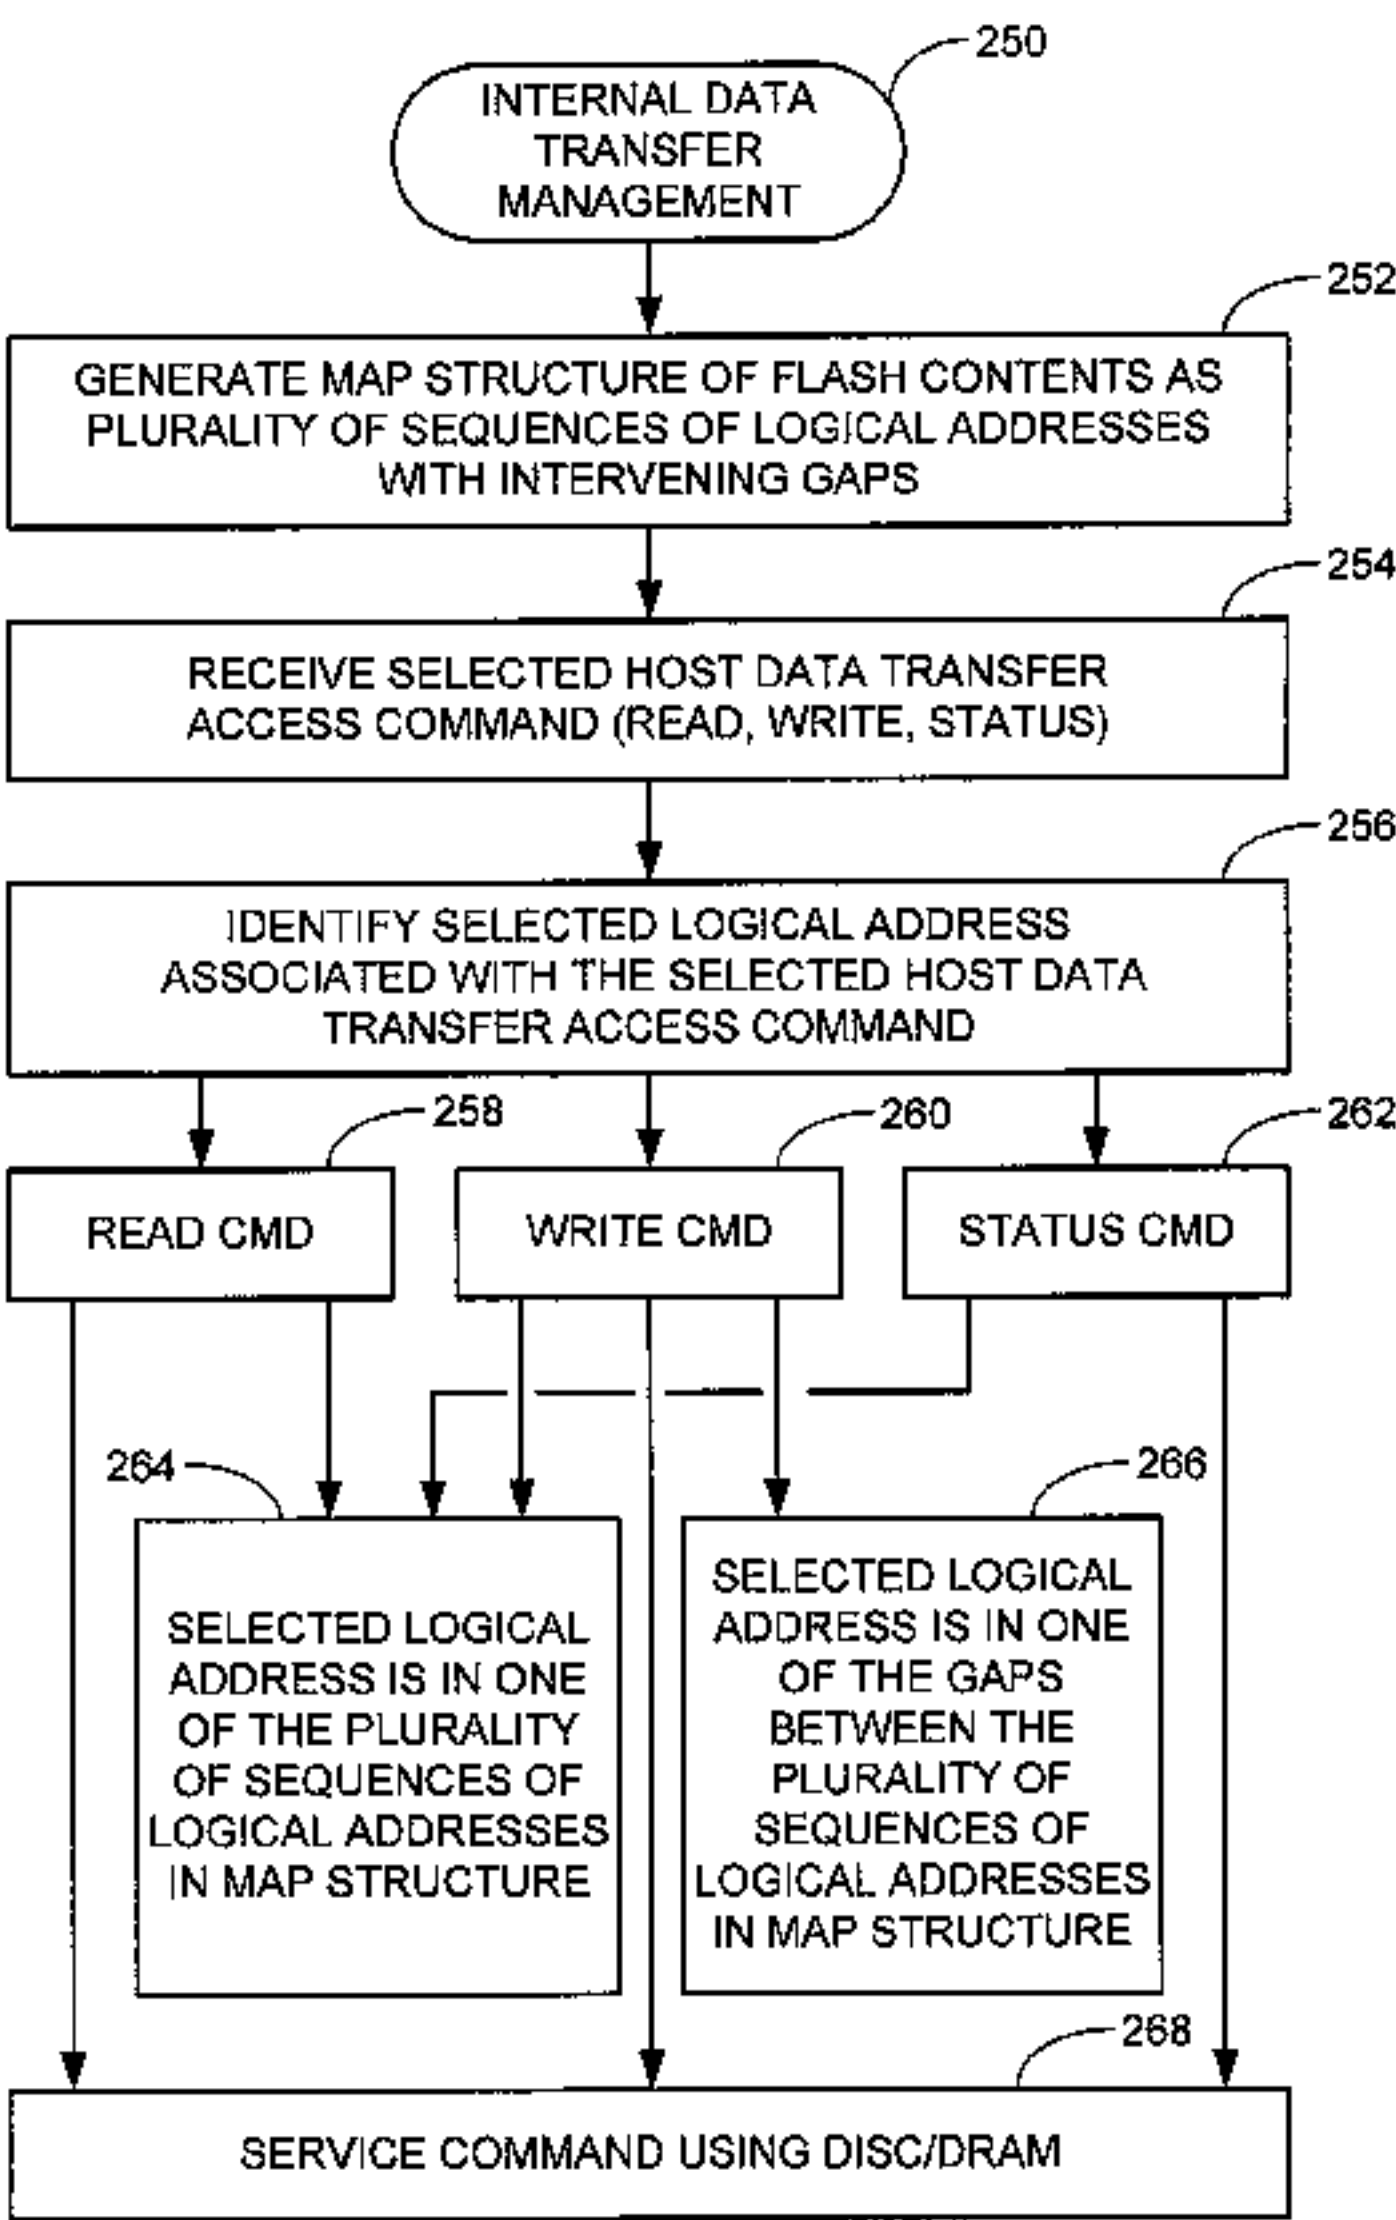 250
INTERNAL DATA
TRANSFER
MANAGEMENT
252
GENERATE MAP STRUCTURE OF FLASH CONTENTS AS
PLURALITY OF SEQUENCES OF LOGICAL ADDRESSES
WITH INTERVENING GAPS
254
RECEIVE SELECTED HOST DATA TRANSFER
ACCESS COMMAND (READ, WRITE, STATUS)
256
IDENTIFY SELECTED LOGICAL ADDRESS
ASSOCIATED WITH THE SELECTED HOST DATA
TRANSFER ACCESS COMMAND
258
260
262
READ CMD
WRITE CMD
STATUS CMD
264
SELECTED LOGICAL
ADDRESS IS IN ONE
OF THE PLURALITY
OF SEQUENCES OF
LOGICAL ADDRESSES
IN MAP STRUCTURE
266
SELECTED LOGICAL
ADDRESS IS IN ONE
OF THE GAPS
BETWEEN THE
PLURALITY OF
SEQUENCES OF
LOGICAL ADDRESSES
IN MAP STRUCTURE
268
SERVICE COMMAND USING DISC/DRAM